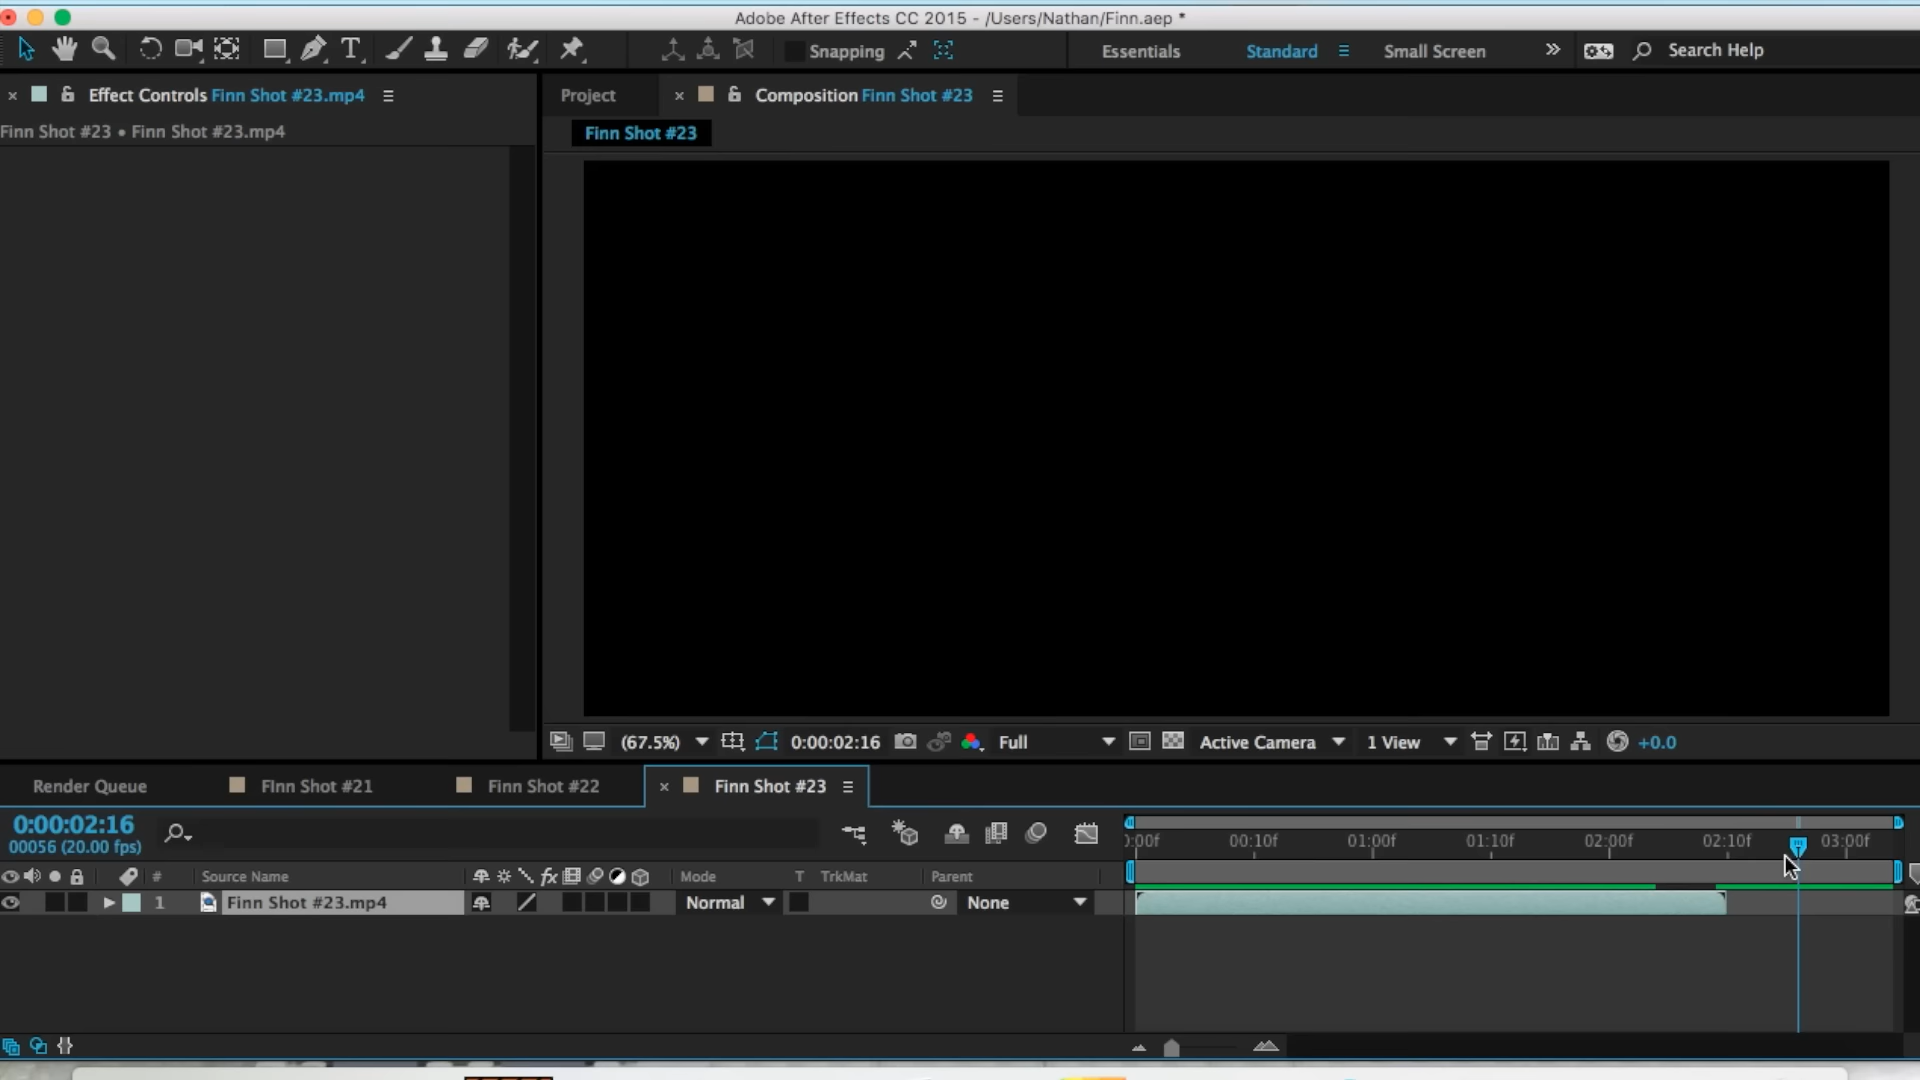 Adobe After Effects CC 2015 - /Users/Nathan/Finn.aep *
T Snapping Essentials Standard Small Screen Search Help
Effect Controls Finn Shot #23.mp4
Project
Composition Finn Shot #23
Finn Shot #23 • Finn Shot #23.mp4
Finn Shot #23
(67.5%) 0:00:02:16 Full Active Camera 1 View +0.0
Render Queue FInn Shot #21 Finn Shot #22 Finn Shot #23
0:00:02:16
00056 (20.00 fps)
:00f 00:10f 01:00f 01:10f 02:00f 02:10f 03:00f
# Source Name fx Mode T TrkMat Parent
1 Finn Shot #23.mp4 Normal None